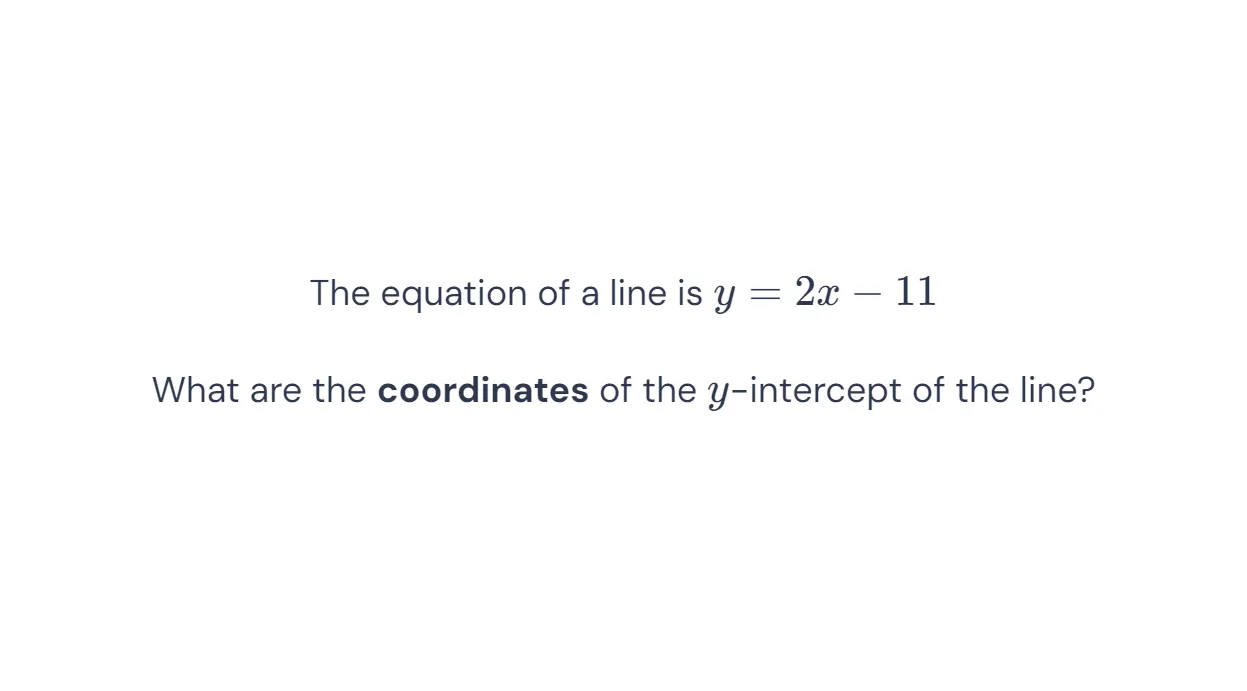 The equation of a line is y = 2x − 11
What are the coordinates of the y-intercept of the line?